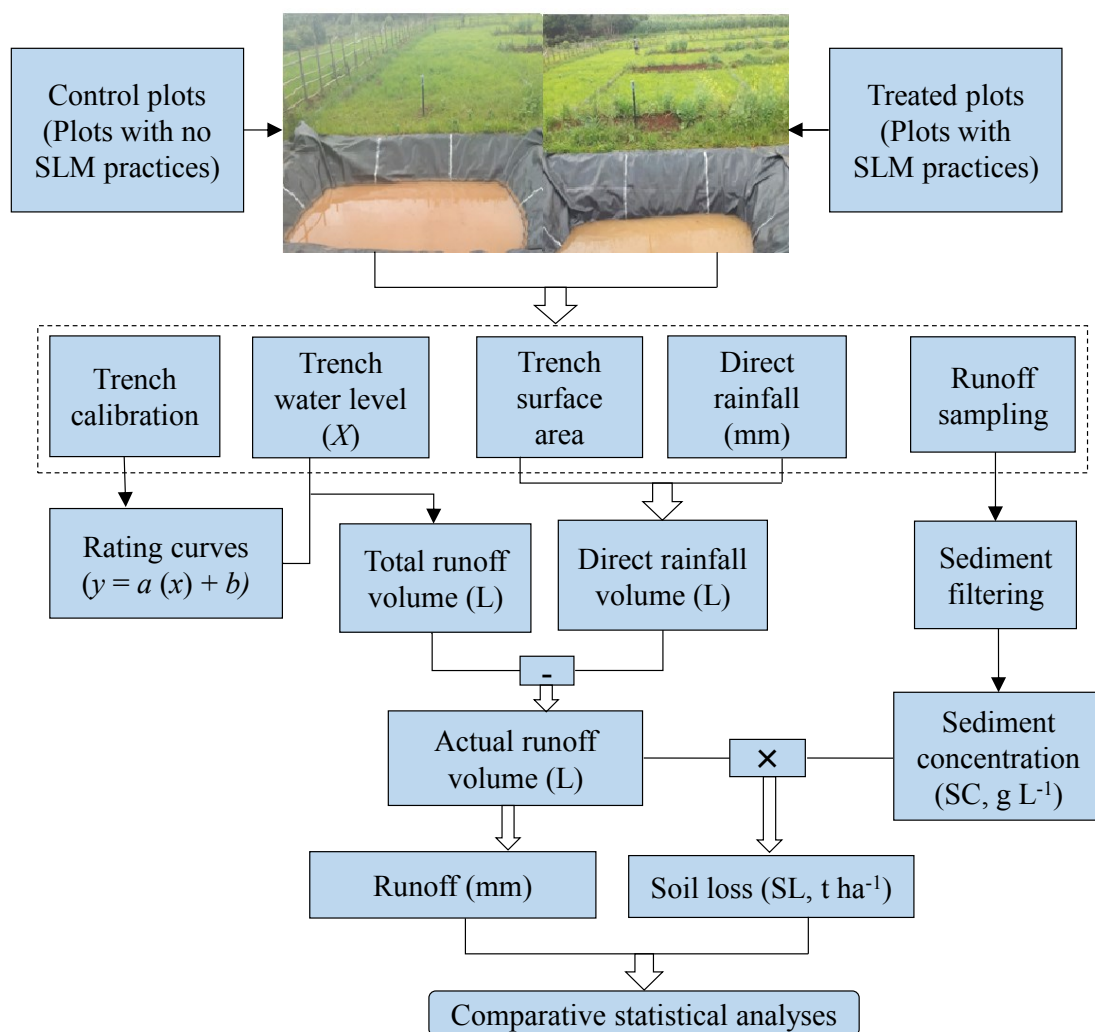 Control plots
(Plots with no
SLM practices)
Treated plots
(Plots with
SLM practices)
Trench
calibration
Trench
water level
(X)
Trench
surface
area
Direct
rainfall
(mm)
Runoff
sampling
Rating curves
(y = a (x) + b)
Total runoff
volume (L)
Direct rainfall
volume (L)
Sediment
filtering
-
Actual runoff
volume (L)
×
Sediment
concentration
(SC, g L⁻¹)
Runoff (mm)
Soil loss (SL, t ha⁻¹)
Comparative statistical analyses